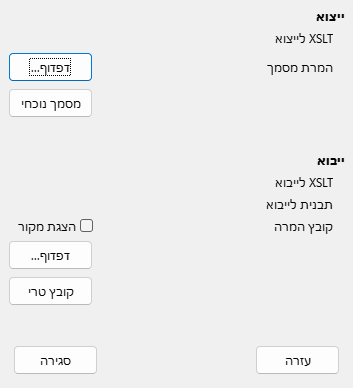 ייצוא
XSLT לייצוא
המרת מסמך
דפדוף...
מסמך נוכחי
ייבוא
XSLT לייבוא
תבנית לייבוא
קובץ המרה
הצגת מקור
דפדוף...
קובץ טרי
עזרה
סגירה